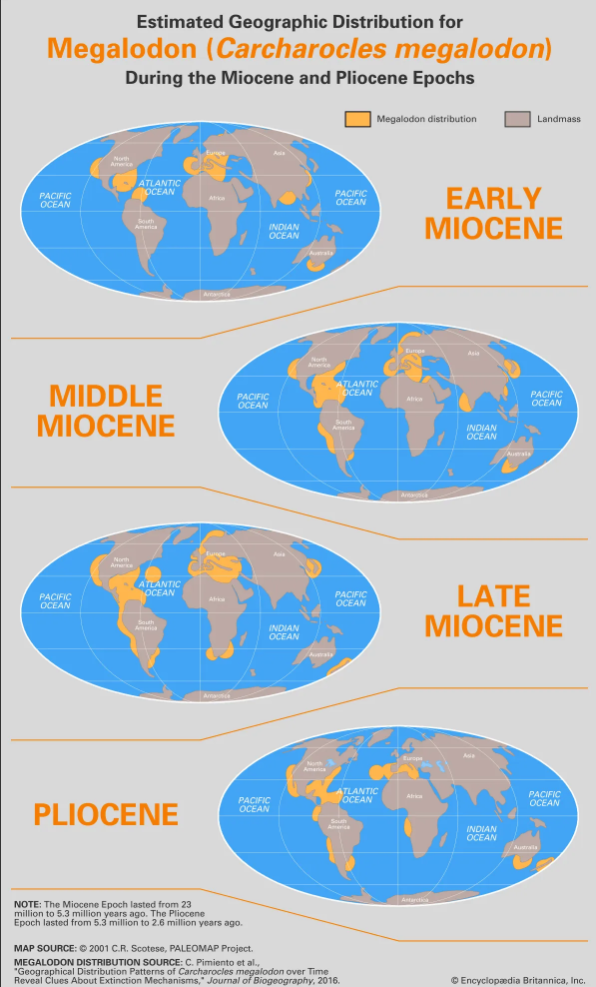 Estimated Geographic Distribution for
Megalodon (Carcharocles megalodon)
During the Miocene and Pliocene Epochs
Megalodon distribution
Landmass
North
America
Europe
Asia
PACIFIC
OCEAN
ATLANTIC
OCEAN
Africa
PACIFIC
OCEAN
South
America
INDIAN
OCEAN
Australia
Antarctica
EARLY
MIOCENE
MIDDLE
MIOCENE
North
America
Europe
Asia
PACIFIC
OCEAN
ATLANTIC
OCEAN
Africa
PACIFIC
OCEAN
South
America
INDIAN
OCEAN
Australia
Antarctica
North
America
Europe
Asia
PACIFIC
OCEAN
ATLANTIC
OCEAN
Africa
PACIFIC
OCEAN
South
America
INDIAN
OCEAN
Australia
Antarctica
LATE
MIOCENE
PLIOCENE
North
America
Europe
Asia
PACIFIC
OCEAN
ATLANTIC
OCEAN
Africa
PACIFIC
OCEAN
South
America
INDIAN
OCEAN
Australia
Antarctica
NOTE: The Miocene Epoch lasted from 23
million to 5.3 million years ago. The Pliocene
Epoch lasted from 5.3 million to 2.6 million years ago.
MAP SOURCE: © 2001 C.R. Scotese, PALEOMAP Project.
MEGALODON DISTRIBUTION SOURCE: C. Pimiento et al.,
"Geographical Distribution Patterns of Carcharocles megalodon over Time
Reveal Clues About Extinction Mechanisms," Journal of Biogeography, 2016.
© Encyclopædia Britannica, Inc.